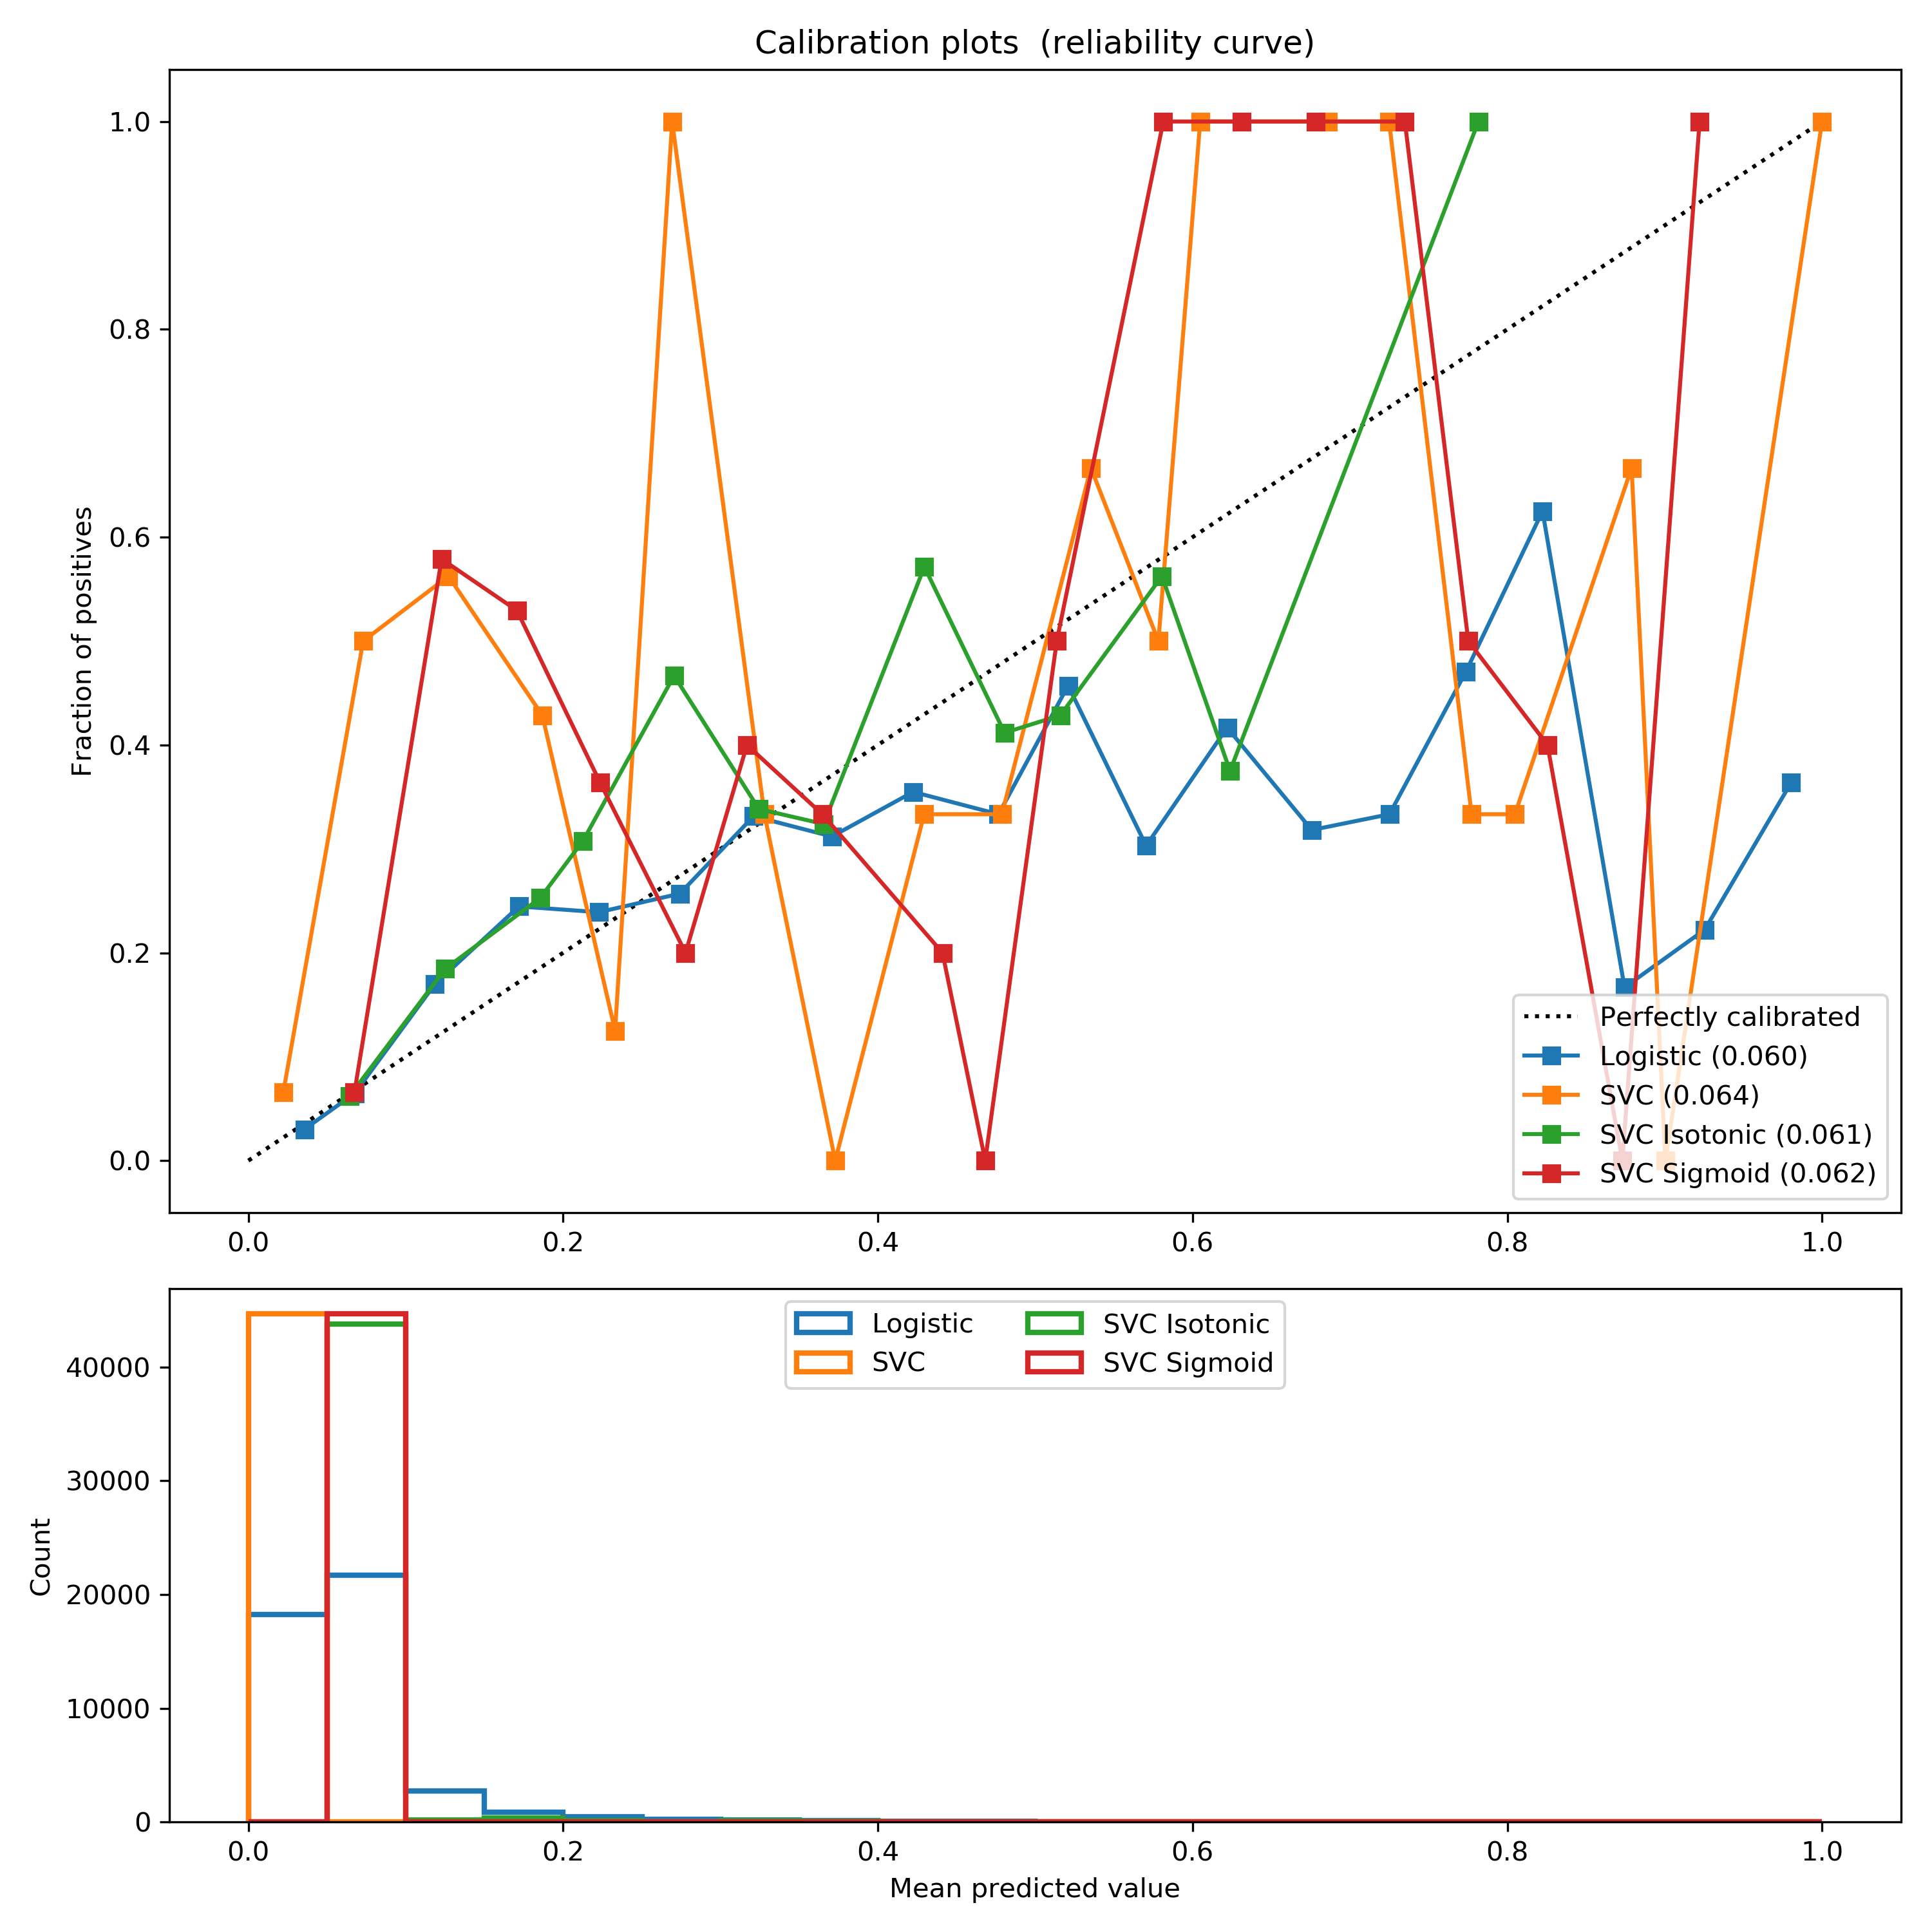 Calibration plots (reliability curve)
1.0
0.8
0.6
0.4
0.2
0.0
Fraction of positives
0.0 0.2 0.4 0.6 0.8 1.0
Perfectly calibrated
Logistic (0.060)
SVC (0.064)
SVC Isotonic (0.061)
SVC Sigmoid (0.062)
Logistic SVC Isotonic
SVC SVC Sigmoid
40000
30000
20000
10000
0
Count
0.0 0.2 0.4 0.6 0.8 1.0
Mean predicted value